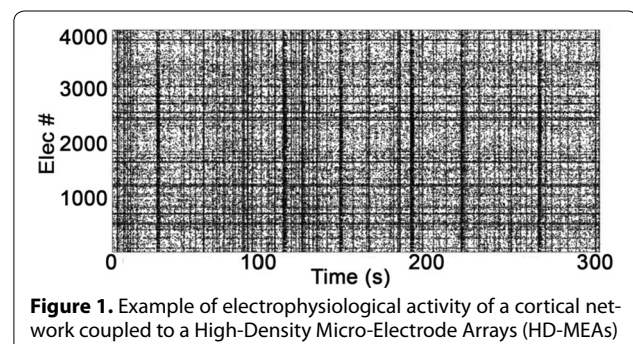 4000
3000
Elec #
2000
1000
0 100 200 300
Time (s)
Figure 1. Example of electrophysiological activity of a cortical net-
work coupled to a High-Density Micro-Electrode Arrays (HD-MEAs)